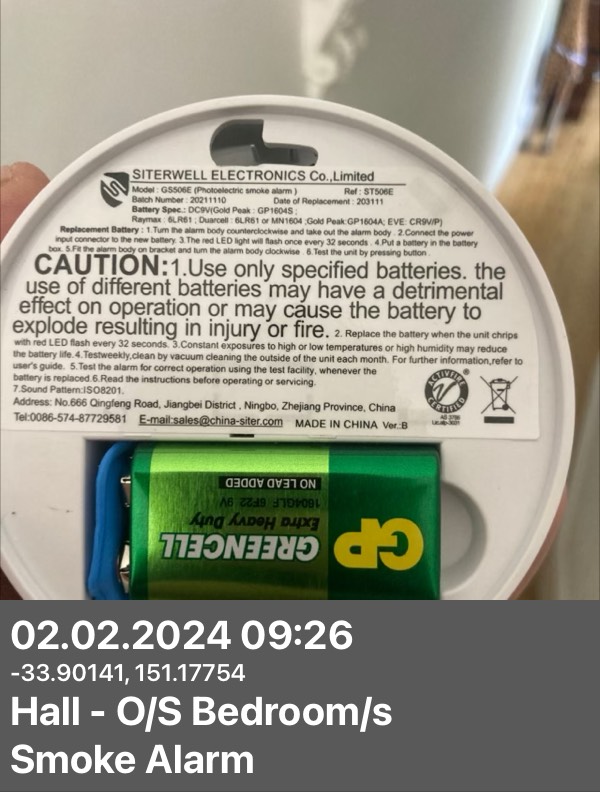 SITERWELL ELECTRONICS Co.,Limited
Model : GS506E (Photoelectric smoke alarm ) Ref : ST506E
Batch Number : 20211110 Date of Replacement : 203111
Battery Spec.: DC9V(Gold Peak : GP1604S ;
Raymax : 6LR61 ; Duarcell : 6LR61 or MN1604 ;Gold Peak:GP1604A; EVE: CR9V/P)
Replacement Battery : 1.Turn the alarm body counterclockwise and take out the alarm body . 2.Connect the power
input connector to the new battery. 3.The red LED light will flash once every 32 seconds . 4.Put a battery in the battery
box. 5.Fit the alarm body on bracket and turn the alarm body clockwise . 6.Test the unit by pressing button .
CAUTION:1.Use only specified batteries. the
use of different batteries may have a detrimental
effect on operation or may cause the battery to
explode resulting in injury or fire. 2. Replace the battery when the unit chrips
with red LED flash every 32 seconds. 3.Constant exposures to high or low temperatures or high humidity may reduce
the battery life. 4.Testweekly,clean by vacuum cleaning the outside of the unit each month. For further information,refer to
user's guide. 5.Test the alarm for correct operation using the test facility, whenever the
battery is replaced.6.Read the instructions before operating or servicing.
7.Sound Pattern:ISO8201.
Address: No.666 Qingfeng Road, Jiangbei District , Ningbo, Zhejiang Province, China
Tel:0086-574-87729581 E-mail:sales@china-siter.com MADE IN CHINA Ver.:B
ACTIVFIRE
CERTIFIED
AS 3786
GP
GREENCELL
Extra Heavy Duty
1604GLF 6F22 9V
NO LEAD ADDED
02.02.2024 09:26
-33.90141, 151.17754
Hall - O/S Bedroom/s
Smoke Alarm